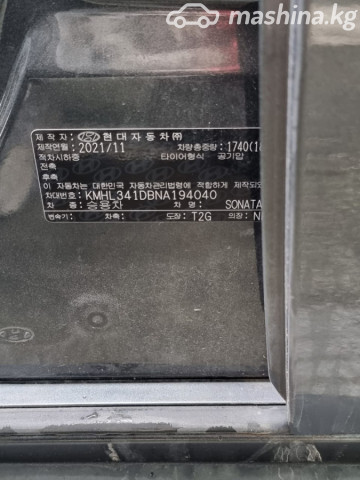 mashina.kg
제작자: 현대자동차㈜
제작연월: 2021/11 차량총중량: 1740(
적차시하중 타이어형식 공기압
전축
후축
이 자동차는 대한민국 자동차관리법령에 적합하게 제작되
차대번호: KMHL341DBNA194040
차 종: 승용차 차 명: SONATA
변속기: / 후축: / 도장: T2G 의장: N